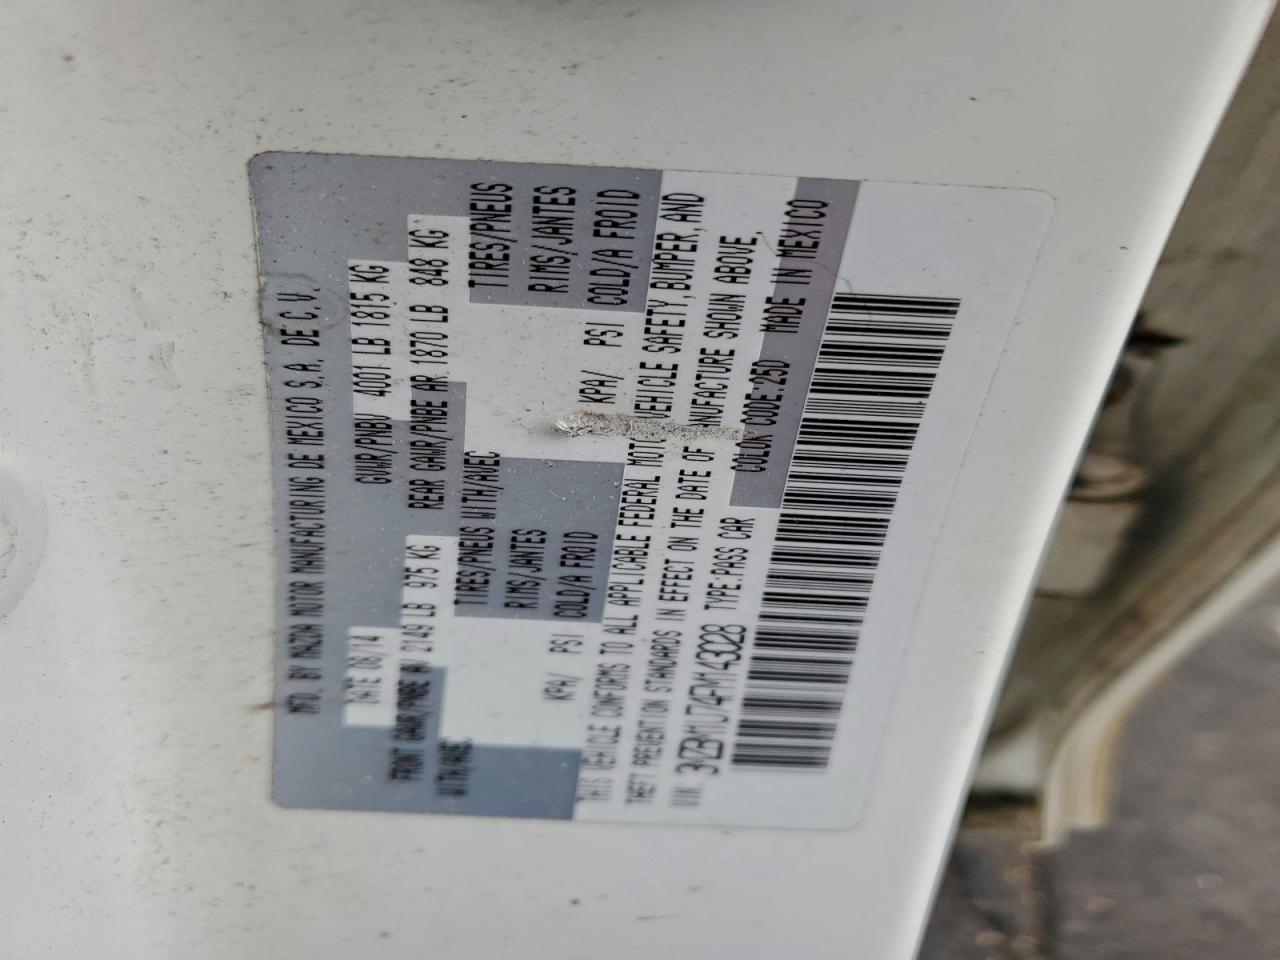 MFD. BY MAZDA MOTOR MANUFACTURING DE MEXICO S.A. DE C.V.
DATE 08/14 GVWR/PNBV 4001 LB 1815 KG
FRONT GAWR/PNBE AV 2149 LB 975 KG REAR GAWR/PNBE AR 1870 LB 848 KG
WITH/AVEC TIRES/PNEUS WITH/AVEC TIRES/PNEUS
RIMS/JANTES RIMS/JANTES
KPA/ PSI COLD/A FROID KPA/ PSI COLD/A FROID
THIS VEHICLE CONFORMS TO ALL APPLICABLE FEDERAL MOTOR VEHICLE SAFETY, BUMPER, AND
THEFT PREVENTION STANDARDS IN EFFECT ON THE DATE OF MANUFACTURE SHOWN ABOVE.
VIN: 3MZBM1U74FM143028 TYPE:PASS CAR COLOR CODE:25D MADE IN MEXICO